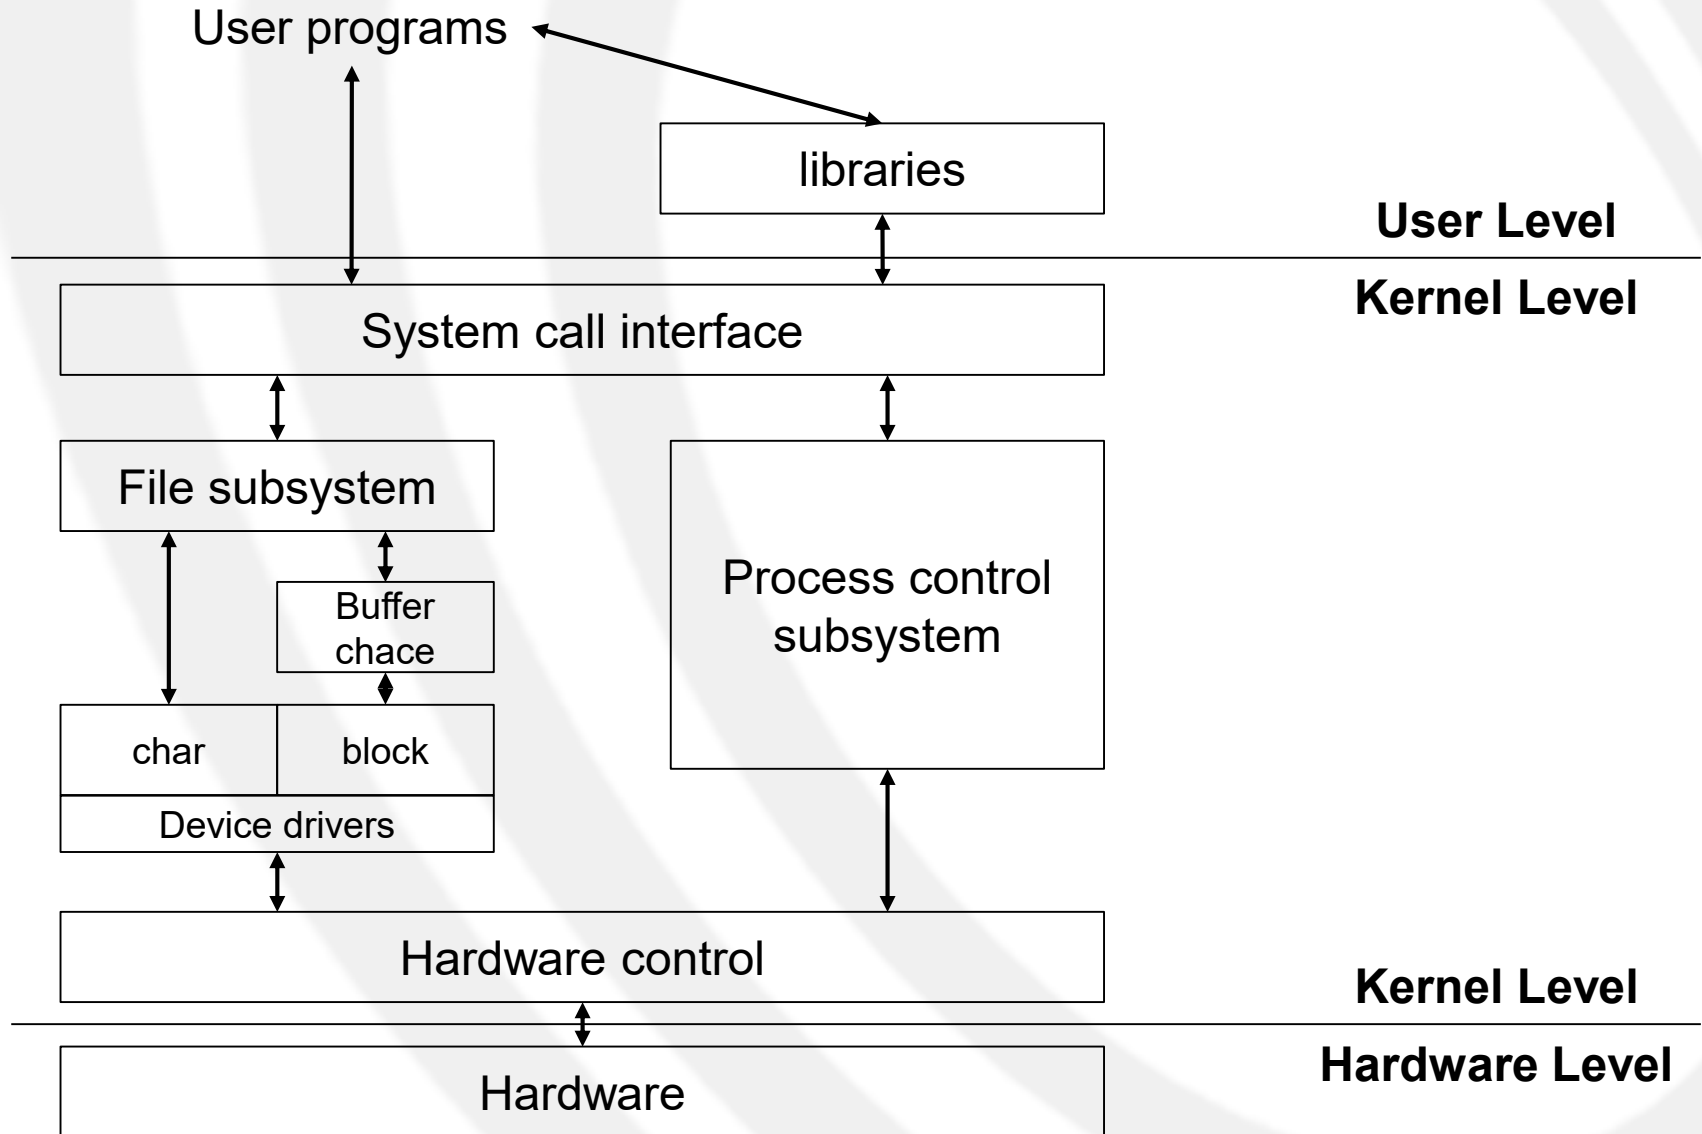 User programs
libraries
User Level
Kernel Level
System call interface
File subsystem
Buffer
chace
Process control
subsystem
char
block
Device drivers
Hardware control
Kernel Level
Hardware Level
Hardware